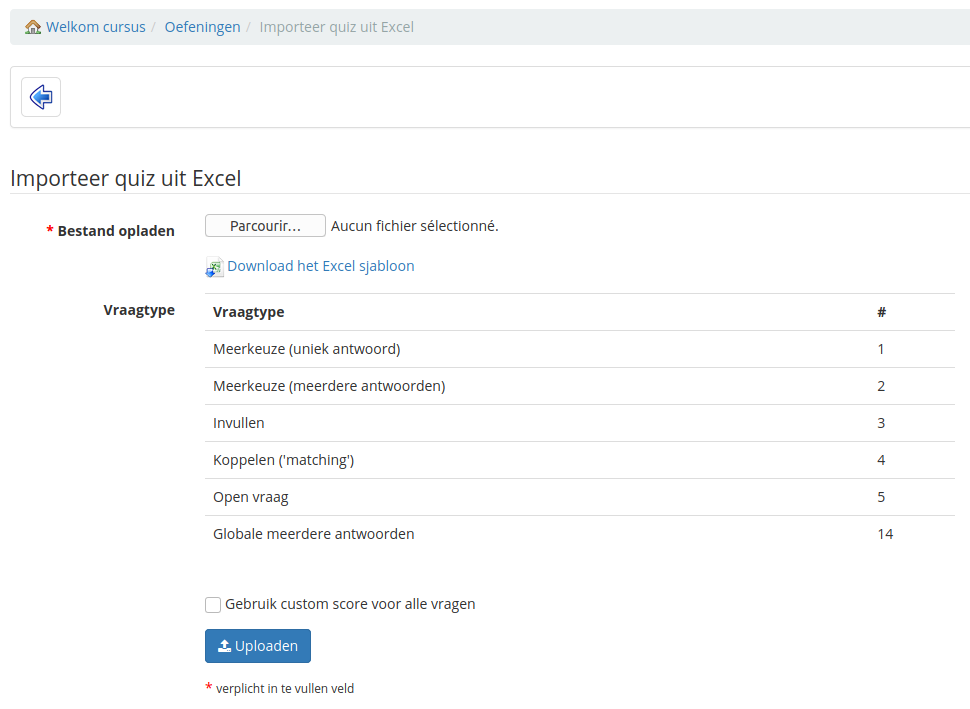 Welkom cursus / Oefeningen / Importeer quiz uit Excel
Importeer quiz uit Excel
* Bestand opladen Parcourir... Aucun fichier sélectionné.
Download het Excel sjabloon
Vraagtype
Vraagtype #
Meerkeuze (uniek antwoord) 1
Meerkeuze (meerdere antwoorden) 2
Invullen 3
Koppelen ('matching') 4
Open vraag 5
Globale meerdere antwoorden 14
Gebruik custom score voor alle vragen
Uploaden
* verplicht in te vullen veld